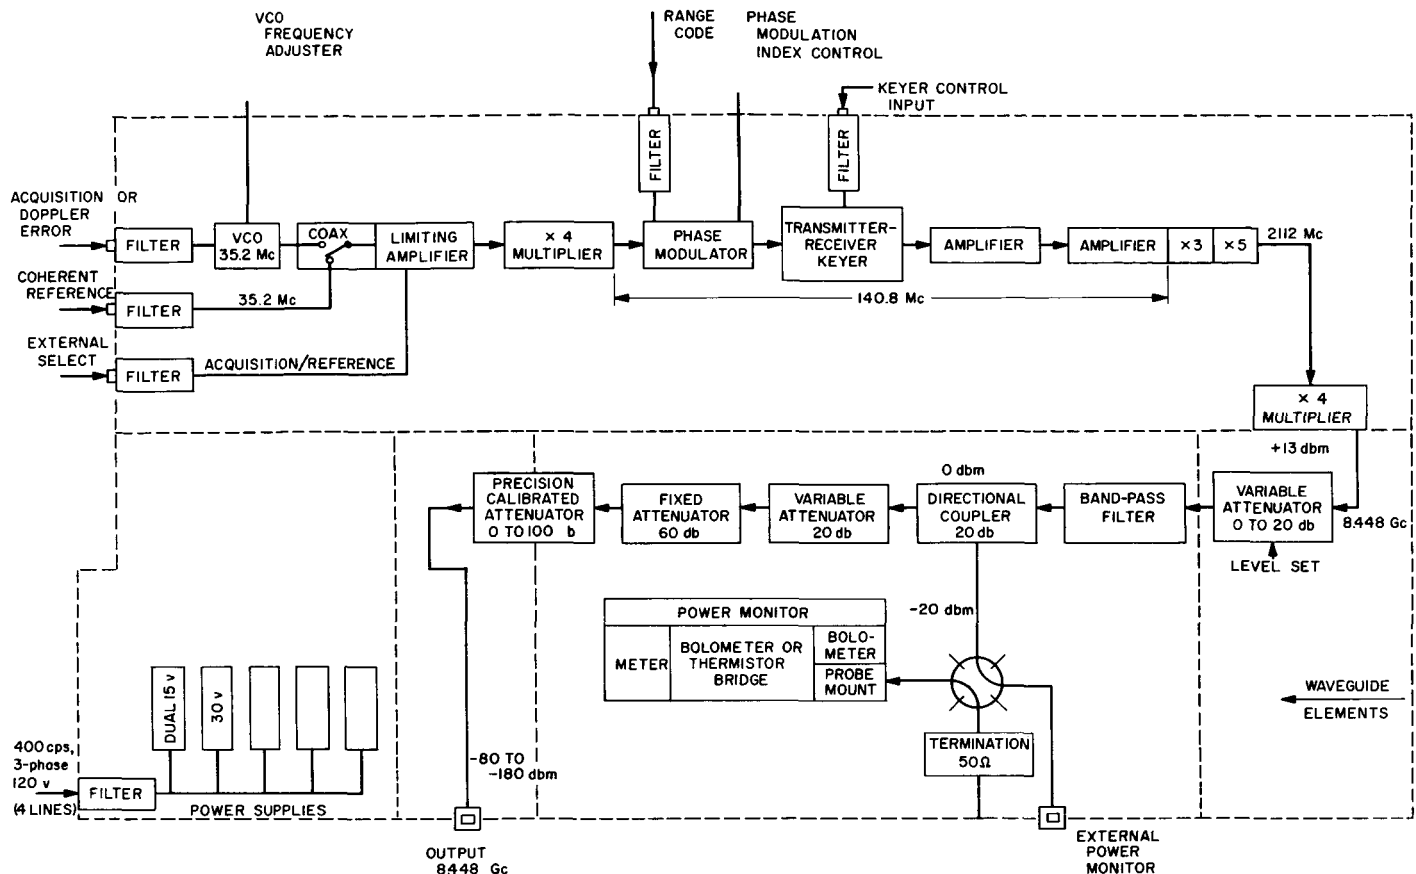 VCO
FREQUENCY
ADJUSTER
RANGE
CODE
PHASE
MODULATION
INDEX CONTROL
KEYER CONTROL
INPUT
FILTER
FILTER
ACQUISITION OR
DOPPLER
ERROR
FILTER
VCO
35.2 Mc
COAX
LIMITING
AMPLIFIER
× 4
MULTIPLIER
PHASE
MODULATOR
TRANSMITTER-
RECEIVER
KEYER
AMPLIFIER
AMPLIFIER
×3
×5
2112 Mc
COHERENT
REFERENCE
FILTER
35.2 Mc
140.8 Mc
EXTERNAL
SELECT
FILTER
ACQUISITION/REFERENCE
× 4
MULTIPLIER
+13 dbm
PRECISION
CALIBRATED
ATTENUATOR
0 TO 100 b
FIXED
ATTENUATOR
60 db
VARIABLE
ATTENUATOR
20 db
0 dbm
DIRECTIONAL
COUPLER
20 db
BAND-PASS
FILTER
VARIABLE
ATTENUATOR
0 TO 20 db
8.448 Gc
LEVEL SET
-20 dbm
POWER MONITOR
METER
BOLOMETER OR
THERMISTOR
BRIDGE
BOLO-
METER
PROBE
MOUNT
WAVEGUIDE
ELEMENTS
TERMINATION
50Ω
DUAL 15 v
30 v
400 cps,
3-phase
120 v
(4 LINES)
FILTER
POWER SUPPLIES
-80 TO
-180 dbm
OUTPUT
8.448 Gc
EXTERNAL
POWER
MONITOR